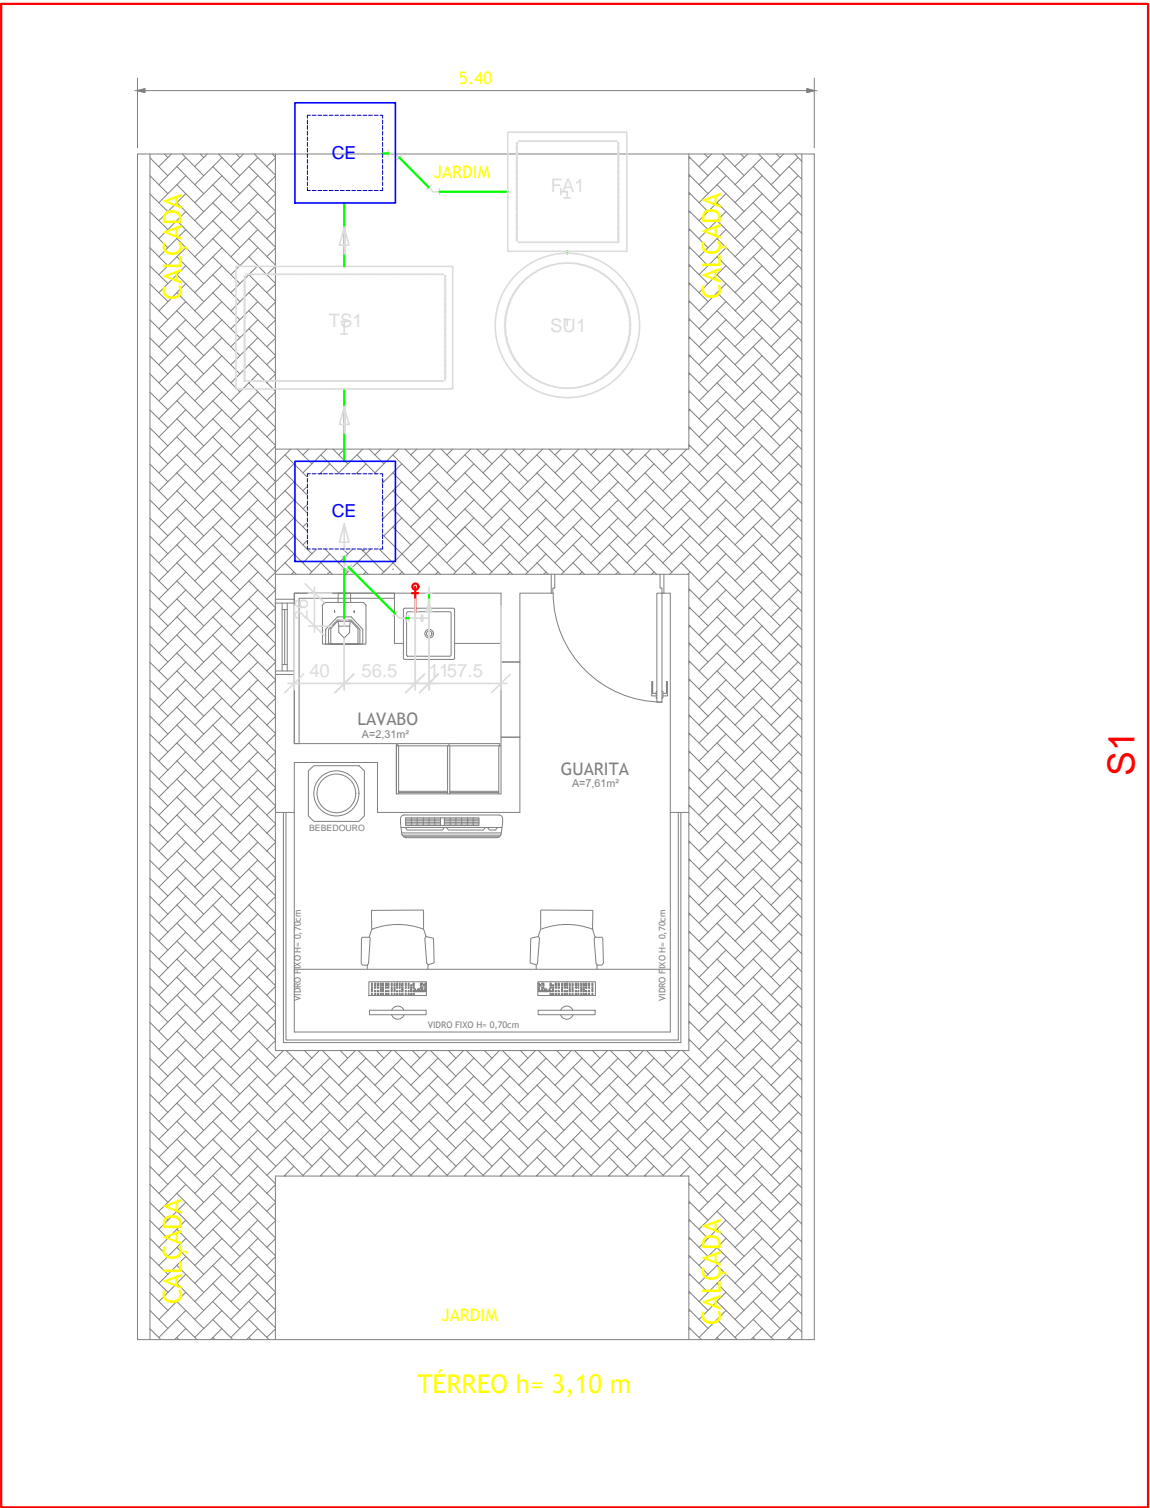 5.40
CE
JARDIM
FA1
CALÇADA
CALÇADA
TS1
SU1
CE
40
56.5
11
57.5
LAVABO
A=2,31m²
S1
GUARITA
A=7,61m²
BEBEDOURO
VIDRO FIXO H= 0,70cm
VIDRO FIXO H= 0,70cm
VIDRO FIXO H= 0,70cm
CALÇADA
CALÇADA
JARDIM
TÉRREO h= 3,10 m